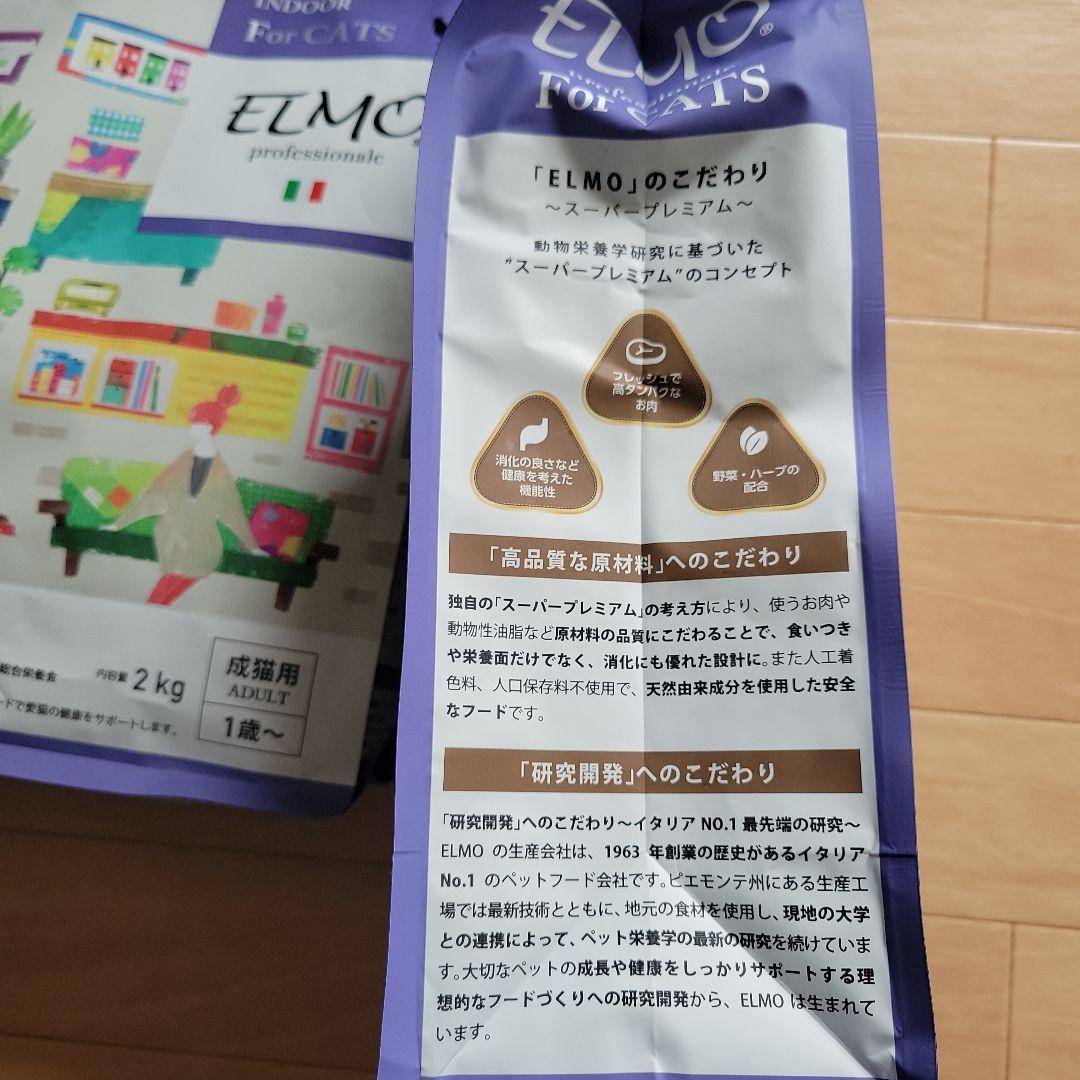 INDOOR
For CATS
ELMO
professionale
総合栄養食
内容量 2 kg
成猫用
ADULT
1歳~
ードで愛猫の健康をサポートします。
ELMO®
professionale
For CATS
「ELMO」のこだわり
~スーパープレミアム~
動物栄養学研究に基づいた
"スーパープレミアム"のコンセプト
フレッシュで
高タンパクな
お肉
消化の良さなど
健康を考えた
機能性
野菜・ハーブの
配合
「高品質な原材料」へのこだわり
独自の「スーパープレミアム」の考え方により、使うお肉や
動物性油脂など原材料の品質にこだわることで、食いつき
や栄養面だけでなく、消化にも優れた設計に。また人工着
色料、人口保存料不使用で、天然由来成分を使用した安全
なフードです。
「研究開発」へのこだわり
「研究開発」へのこだわり~イタリア NO.1 最先端の研究~
ELMO の生産会社は、1963 年創業の歴史があるイタリア
No.1 のペットフード会社です。ピエモンテ州にある生産工
場では最新技術とともに、地元の食材を使用し、現地の大学
との連携によって、ペット栄養学の最新の研究を続けていま
す。大切なペットの成長や健康をしっかりサポートする理
想的なフードづくりへの研究開発から、ELMO は生まれて
います。